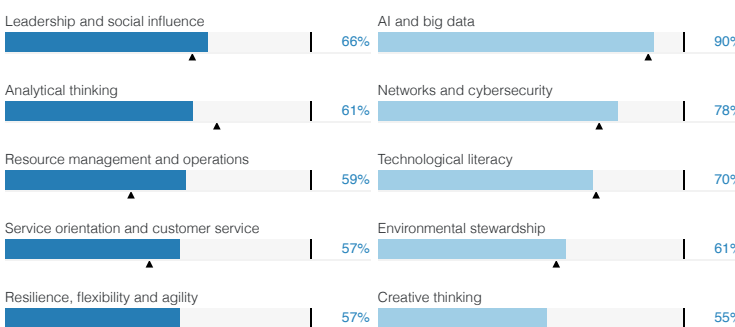 Leadership and social influence
66%
Analytical thinking
61%
Resource management and operations
59%
Service orientation and customer service
57%
Resilience, flexibility and agility
57%
AI and big data
90%
Networks and cybersecurity
78%
Technological literacy
70%
Environmental stewardship
61%
Creative thinking
55%